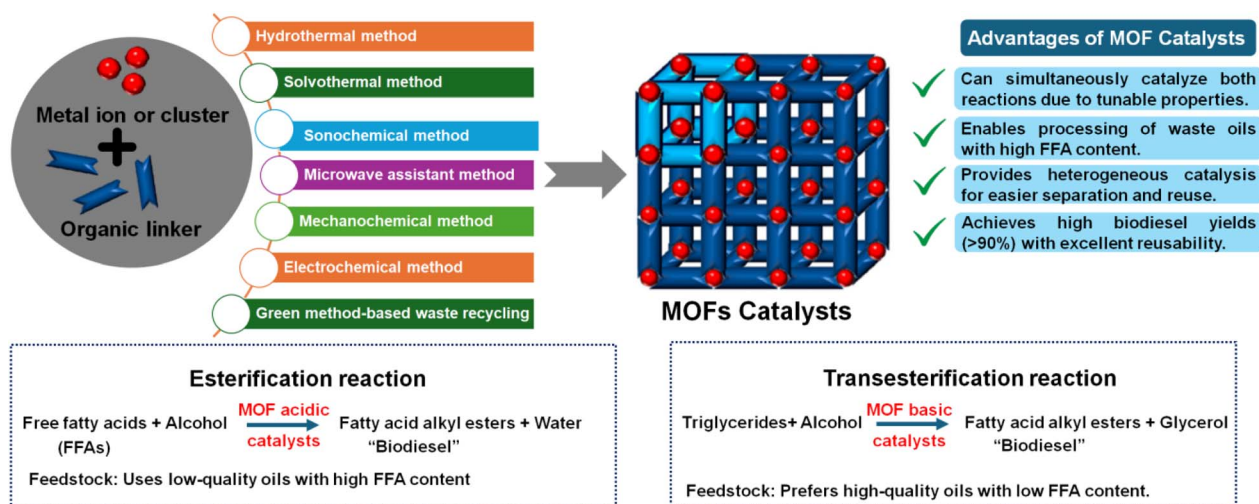 Metal ion or cluster
+
Organic linker
Hydrothermal method
Solvothermal method
Sonochemical method
Microwave assistant method
Mechanochemical method
Electrochemical method
Green method-based waste recycling
MOFs Catalysts
Advantages of MOF Catalysts
Can simultaneously catalyze both
reactions due to tunable properties.
Enables processing of waste oils
with high FFA content.
Provides heterogeneous catalysis
for easier separation and reuse.
Achieves high biodiesel yields
(>90%) with excellent reusability.
Esterification reaction
Free fatty acids + Alcohol
(FFAs)
MOF acidic
catalysts
Fatty acid alkyl esters + Water
“Biodiesel”
Feedstock: Uses low-quality oils with high FFA content
Transesterification reaction
Triglycerides+ Alcohol
MOF basic
catalysts
Fatty acid alkyl esters + Glycerol
“Biodiesel”
Feedstock: Prefers high-quality oils with low FFA content.